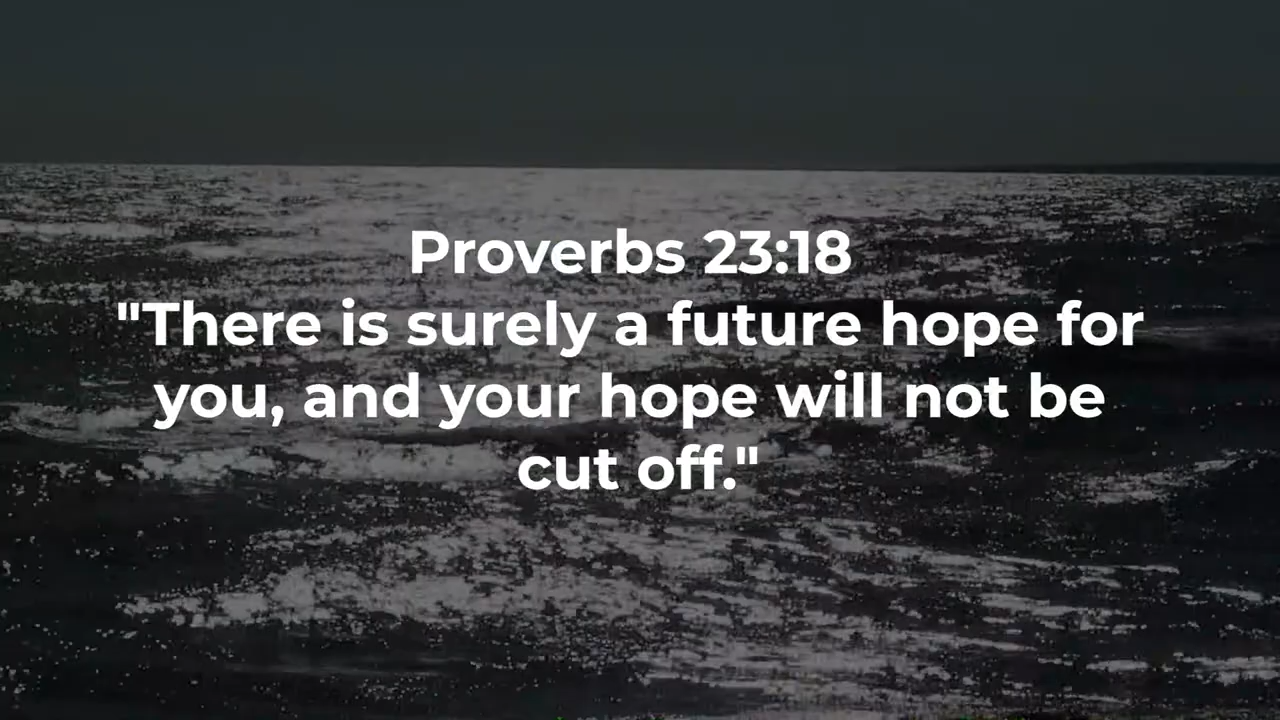 Proverbs 23:18
"There is surely a future hope for
you, and your hope will not be
cut off."